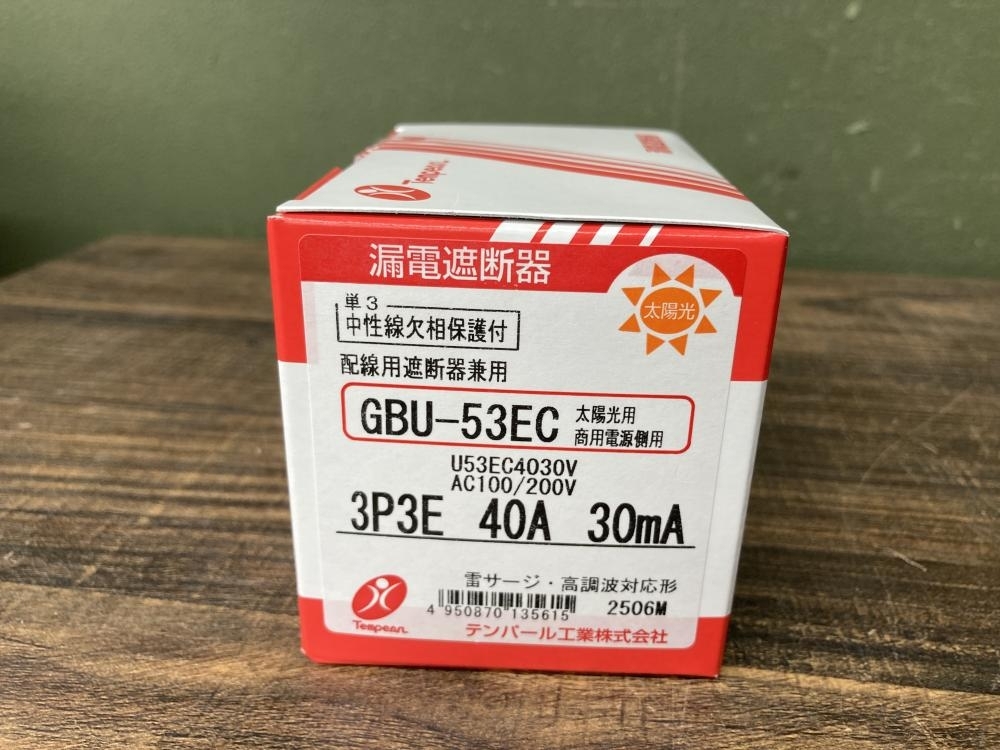 Tempearl
漏電遮断器
太陽光
単3
中性線欠相保護付
配線用遮断器兼用
GBU-53EC 太陽光用
商用電源側用
U53EC4030V
AC100/200V
3P3E 40A 30mA
雷サージ・高調波対応形
4 950870 135615 2506M
Tempearl テンパール工業株式会社